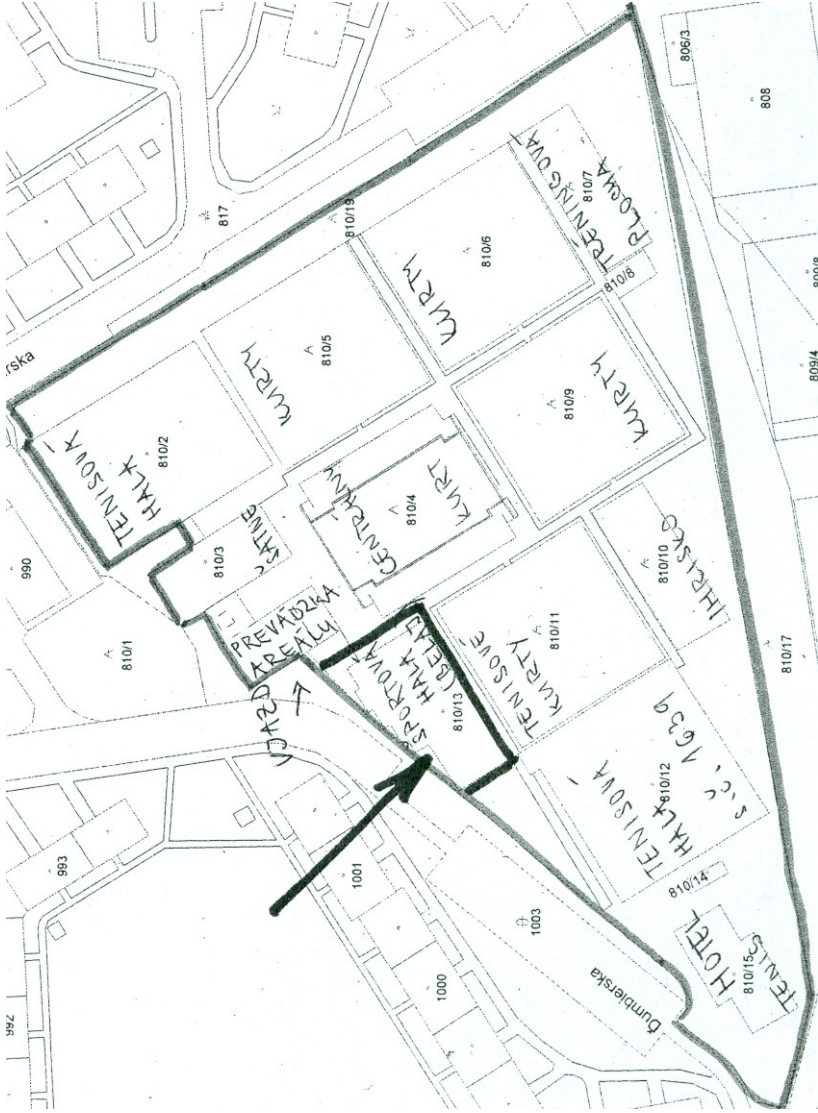 806/3
808
817
810/19
TRÉNINGOVÁ
810/7
PLOCHA
810/8
810/6
KURTY
809/4
rska
810/5
KURTY
810/2
TENISOVÁ
HALA
810/9
KURTY
CENTRÁLNY
810/4
KURT
990
810/3
ŠATNE
810/10
IHRISKO
810/1
PREVÁDZKA
AREÁLU
VJAZD
810/17
810/11
TENISOVÉ
KURTY
ŠPORTOVÁ
HALA
(BELAJ)
810/13
TENISOVÁ
810/12
HALA
s.č. 1639
993
1001
810/14
1003
HOTEL
810/15
TENIS
992
1000
Ďumbierska